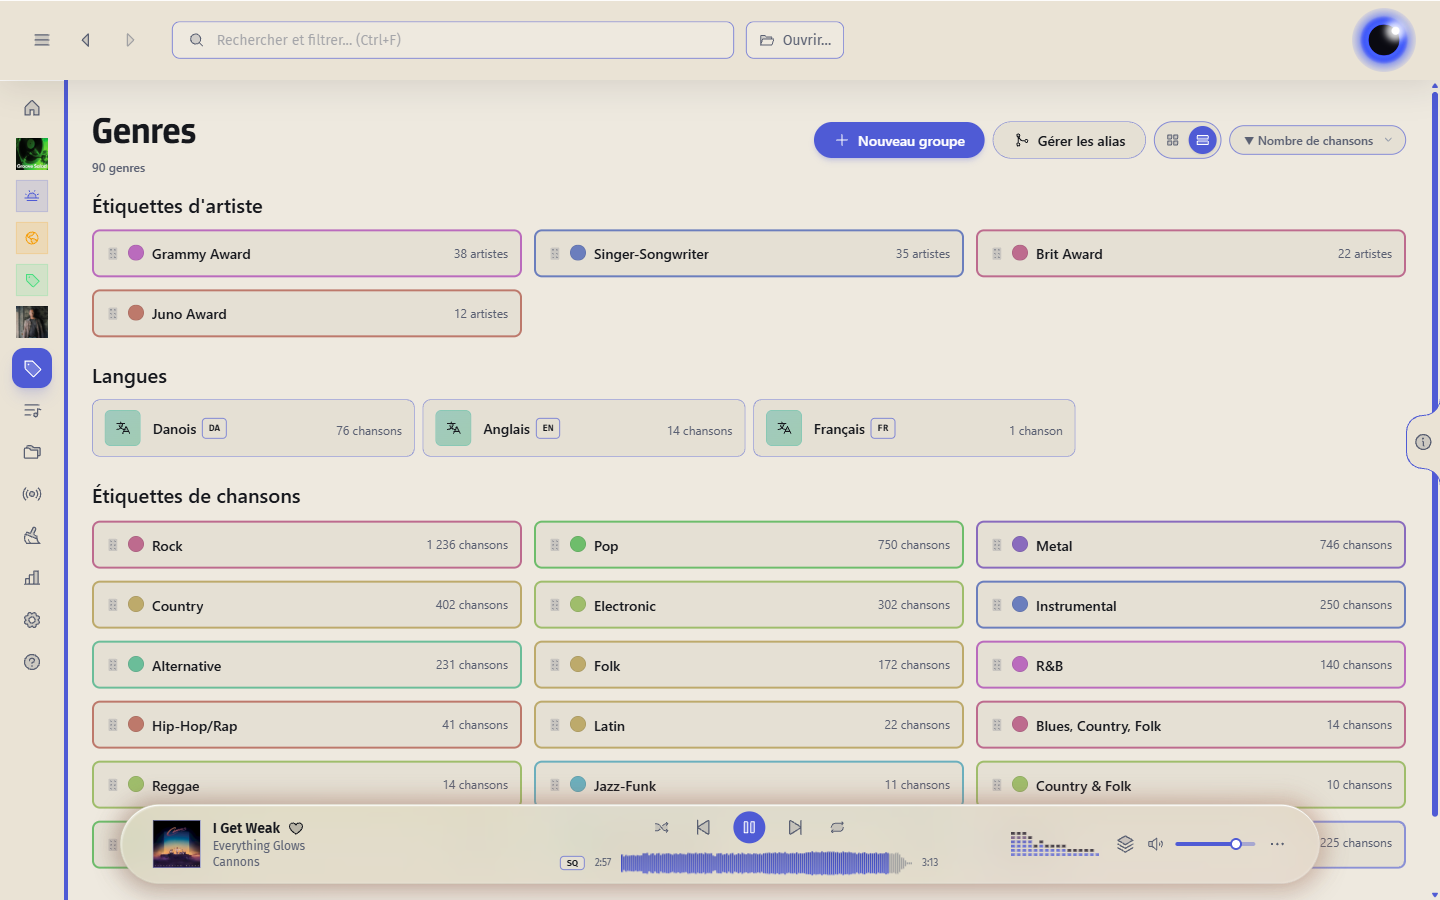 Rechercher et filtrer... (Ctrl+F)
Ouvrir...
Genres
90 genres
Nouveau groupe
Gérer les alias
▼ Nombre de chansons
Étiquettes d'artiste
Grammy Award
38 artistes
Singer-Songwriter
35 artistes
Brit Award
22 artistes
Juno Award
12 artistes
Langues
Danois DA
76 chansons
Anglais EN
14 chansons
Français FR
1 chanson
Étiquettes de chansons
Rock
1 236 chansons
Pop
750 chansons
Metal
746 chansons
Country
402 chansons
Electronic
302 chansons
Instrumental
250 chansons
Alternative
231 chansons
Folk
172 chansons
R&B
140 chansons
Hip-Hop/Rap
41 chansons
Latin
22 chansons
Blues, Country, Folk
14 chansons
Reggae
14 chansons
Jazz-Funk
11 chansons
Country & Folk
10 chansons
225 chansons
I Get Weak
Everything Glows
Cannons
SQ
2:57
3:13